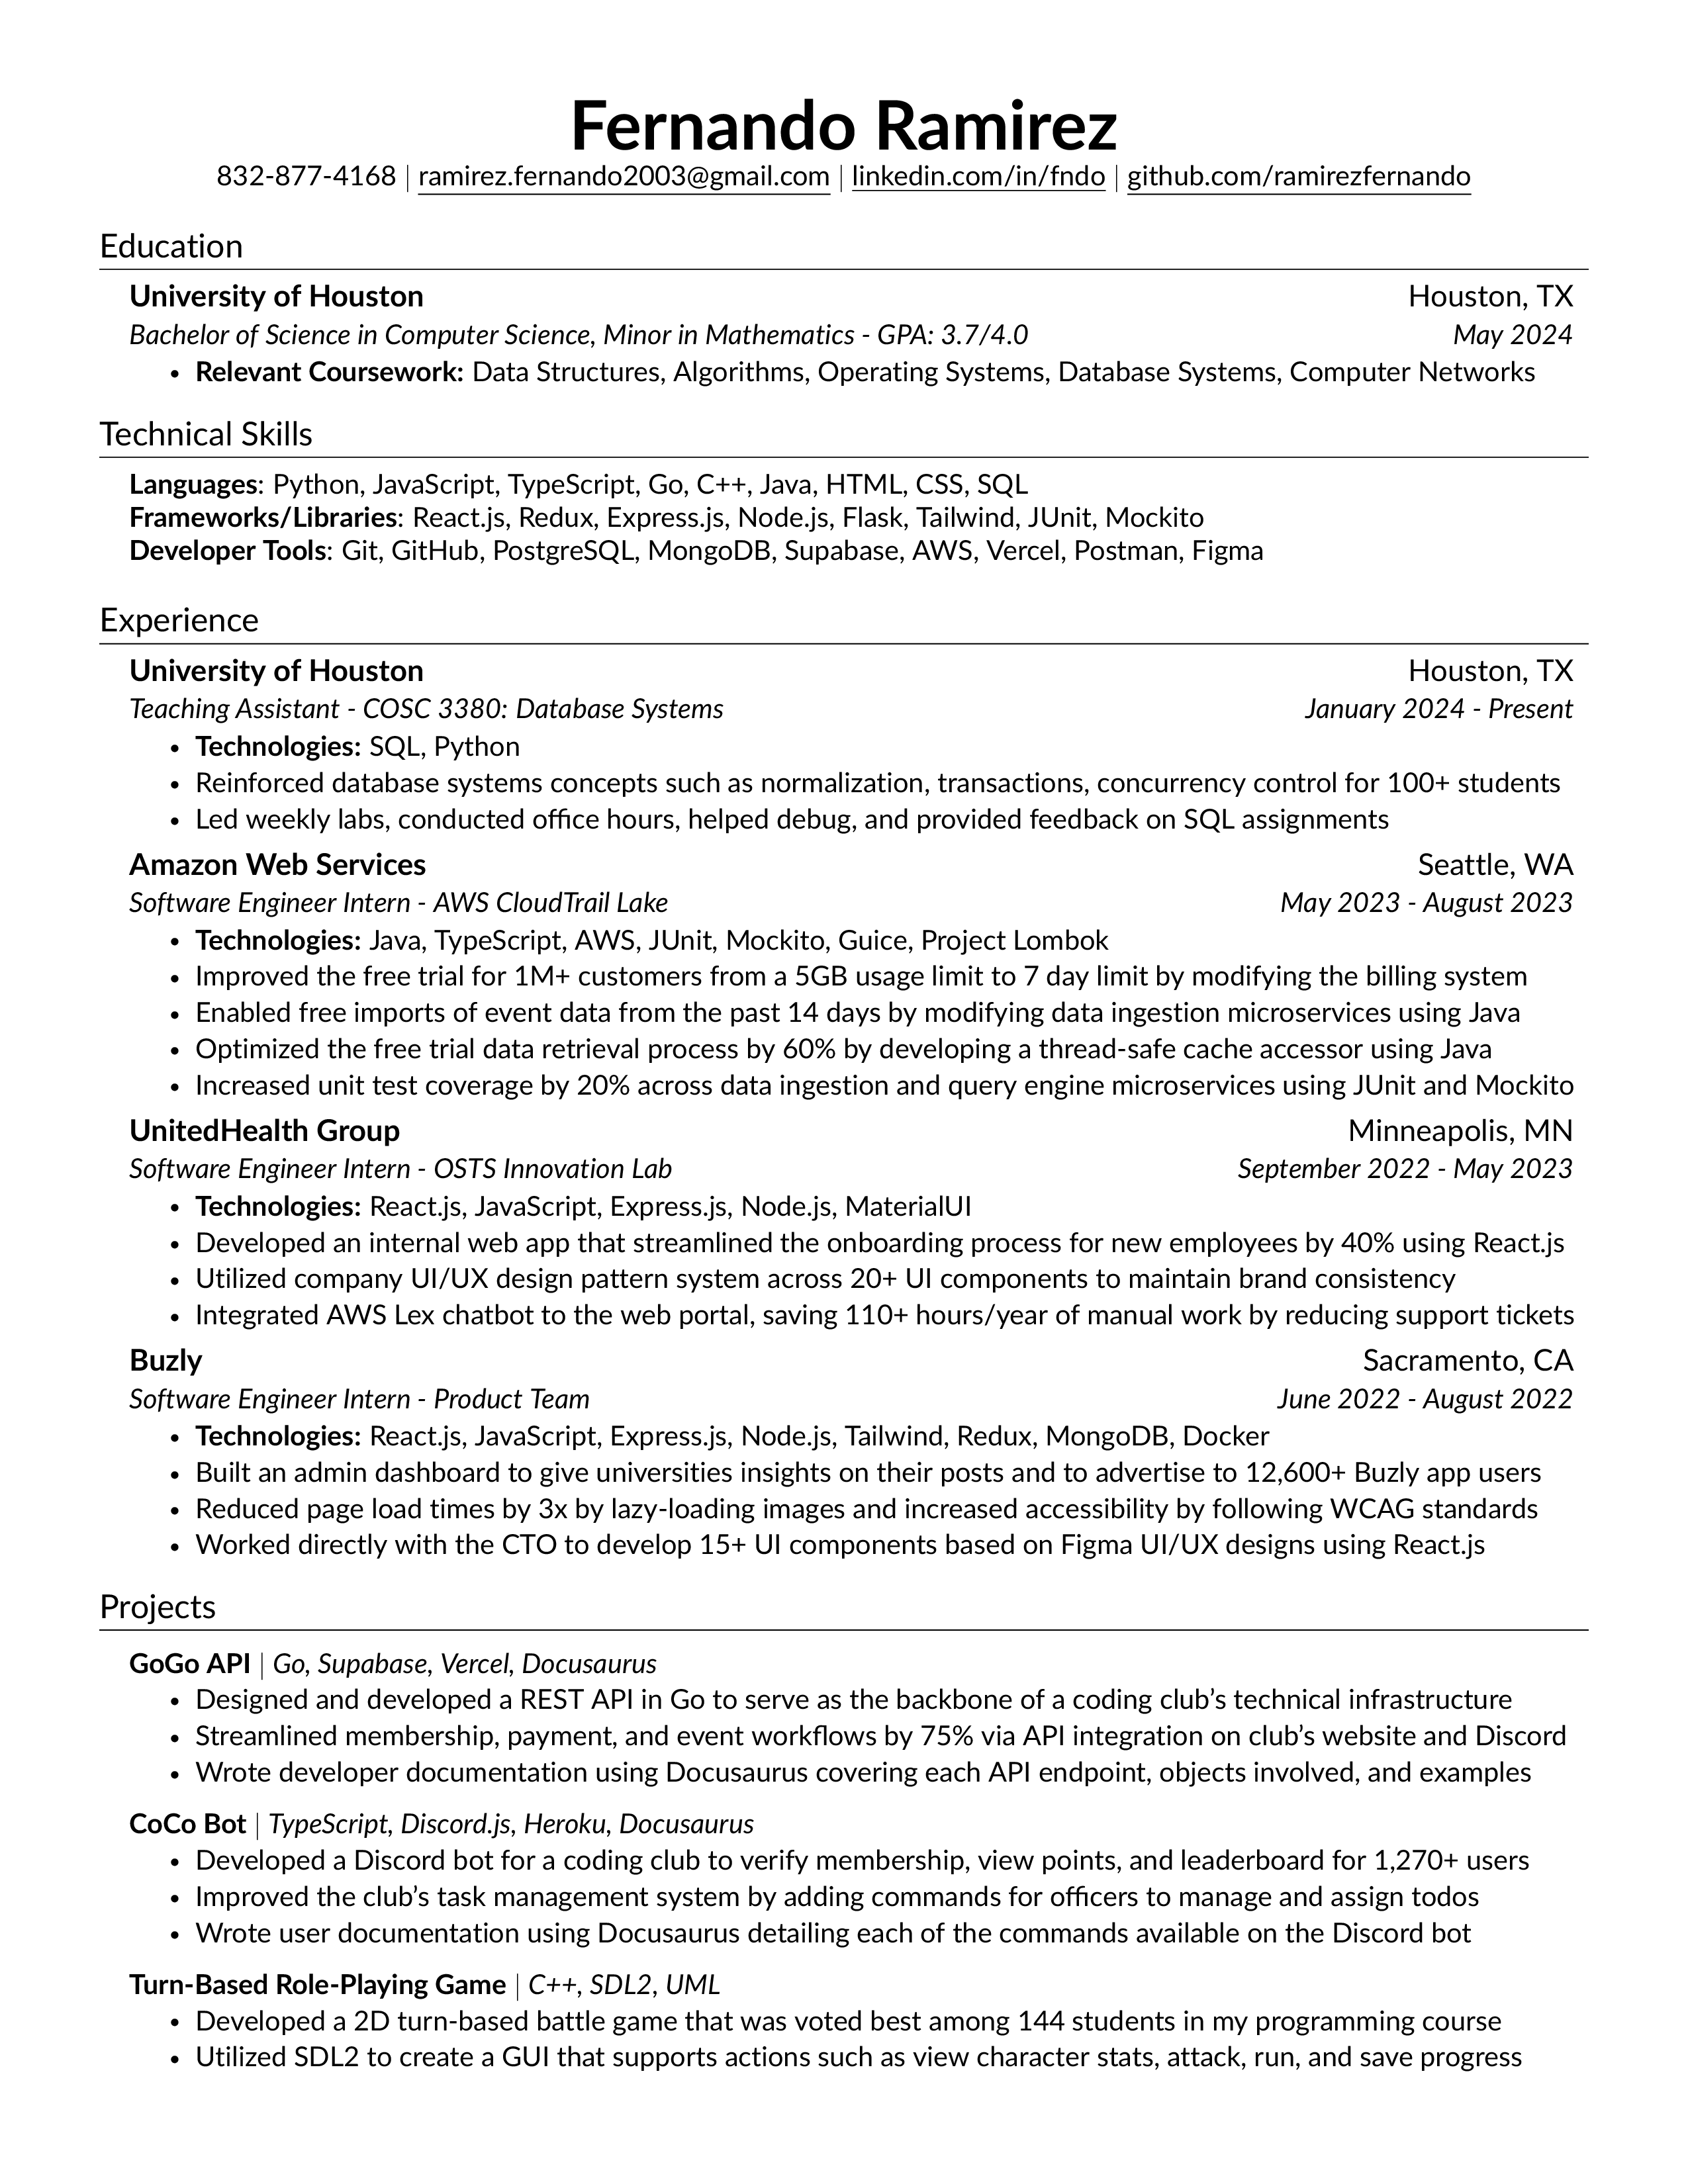 Fernando Ramirez
832-877-4168 | ramirez.fernando2003@gmail.com | linkedin.com/in/fndo | github.com/ramirezfernando
Education
University of Houston Houston, TX
Bachelor of Science in Computer Science, Minor in Mathematics - GPA: 3.7/4.0 May 2024
• Relevant Coursework: Data Structures, Algorithms, Operating Systems, Database Systems, Computer Networks
Technical Skills
Languages: Python, JavaScript, TypeScript, Go, C++, Java, HTML, CSS, SQL
Frameworks/Libraries: React.js, Redux, Express.js, Node.js, Flask, Tailwind, JUnit, Mockito
Developer Tools: Git, GitHub, PostgreSQL, MongoDB, Supabase, AWS, Vercel, Postman, Figma
Experience
University of Houston Houston, TX
Teaching Assistant - COSC 3380: Database Systems January 2024 - Present
• Technologies: SQL, Python
• Reinforced database systems concepts such as normalization, transactions, concurrency control for 100+ students
• Led weekly labs, conducted office hours, helped debug, and provided feedback on SQL assignments
Amazon Web Services Seattle, WA
Software Engineer Intern - AWS CloudTrail Lake May 2023 - August 2023
• Technologies: Java, TypeScript, AWS, JUnit, Mockito, Guice, Project Lombok
• Improved the free trial for 1M+ customers from a 5GB usage limit to 7 day limit by modifying the billing system
• Enabled free imports of event data from the past 14 days by modifying data ingestion microservices using Java
• Optimized the free trial data retrieval process by 60% by developing a thread-safe cache accessor using Java
• Increased unit test coverage by 20% across data ingestion and query engine microservices using JUnit and Mockito
UnitedHealth Group Minneapolis, MN
Software Engineer Intern - OSTS Innovation Lab September 2022 - May 2023
• Technologies: React.js, JavaScript, Express.js, Node.js, MaterialUI
• Developed an internal web app that streamlined the onboarding process for new employees by 40% using React.js
• Utilized company UI/UX design pattern system across 20+ UI components to maintain brand consistency
• Integrated AWS Lex chatbot to the web portal, saving 110+ hours/year of manual work by reducing support tickets
Buzly Sacramento, CA
Software Engineer Intern - Product Team June 2022 - August 2022
• Technologies: React.js, JavaScript, Express.js, Node.js, Tailwind, Redux, MongoDB, Docker
• Built an admin dashboard to give universities insights on their posts and to advertise to 12,600+ Buzly app users
• Reduced page load times by 3x by lazy-loading images and increased accessibility by following WCAG standards
• Worked directly with the CTO to develop 15+ UI components based on Figma UI/UX designs using React.js
Projects
GoGo API | Go, Supabase, Vercel, Docusaurus
• Designed and developed a REST API in Go to serve as the backbone of a coding club’s technical infrastructure
• Streamlined membership, payment, and event workflows by 75% via API integration on club’s website and Discord
• Wrote developer documentation using Docusaurus covering each API endpoint, objects involved, and examples
CoCo Bot | TypeScript, Discord.js, Heroku, Docusaurus
• Developed a Discord bot for a coding club to verify membership, view points, and leaderboard for 1,270+ users
• Improved the club’s task management system by adding commands for officers to manage and assign todos
• Wrote user documentation using Docusaurus detailing each of the commands available on the Discord bot
Turn-Based Role-Playing Game | C++, SDL2, UML
• Developed a 2D turn-based battle game that was voted best among 144 students in my programming course
• Utilized SDL2 to create a GUI that supports actions such as view character stats, attack, run, and save progress